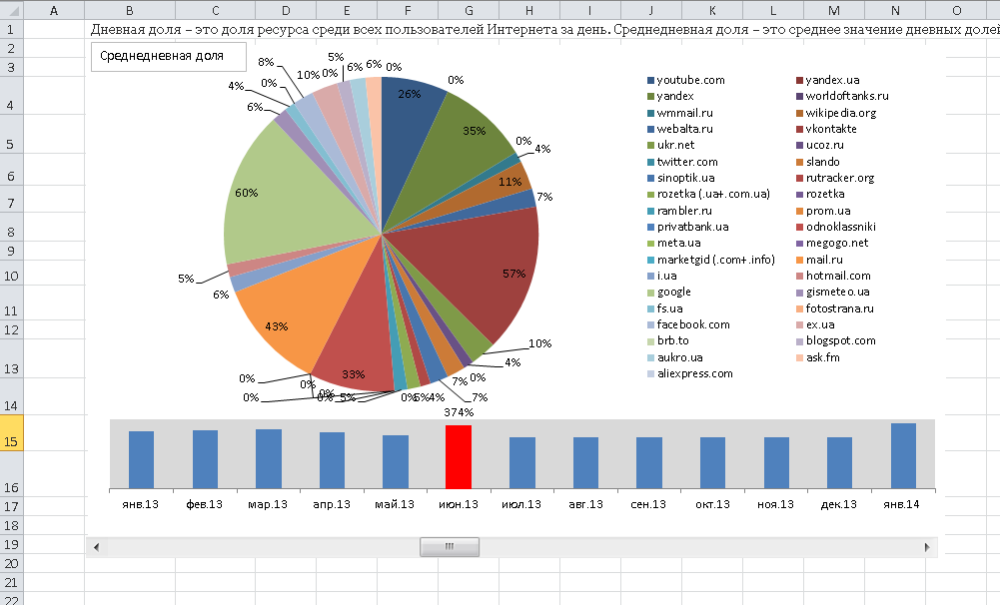 A B C D E F G H I J K L M N O
1 Дневная доля – это доля ресурса среди всех пользователей Интернета за день. Среднедневная доля – это среднее значение дневных долей
2
3
4
5
6
7
8
9
10
11
12
13
14
15
16
17
18
19
20
21
22
Среднедневная доля
0%
26%
0%
35%
0%
4%
11%
7%
57%
10%
4%
0%
7%
7%
4%
5%
0%
5%
0%
0%
0%
33%
0%
0%
43%
6%
5%
60%
6%
4%
0%
8%
10%
0%
5%
6%
6%
youtube.com yandex.ua
yandex worldoftanks.ru
wmmail.ru wikipedia.org
webalta.ru vkontakte
ukr.net ucoz.ru
twitter.com slando
sinoptik.ua rutracker.org
rozetka (.ua+.com.ua) rozetka
rambler.ru prom.ua
privatbank.ua odnoklassniki
meta.ua megogo.net
marketgid (.com+.info) mail.ru
i.ua hotmail.com
google gismeteo.ua
fs.ua fotostrana.ru
facebook.com ex.ua
brb.to blogspot.com
aukro.ua ask.fm
aliexpress.com
374%
янв.13 фев.13 мар.13 апр.13 май.13 июн.13 июл.13 авг.13 сен.13 окт.13 ноя.13 дек.13 янв.14